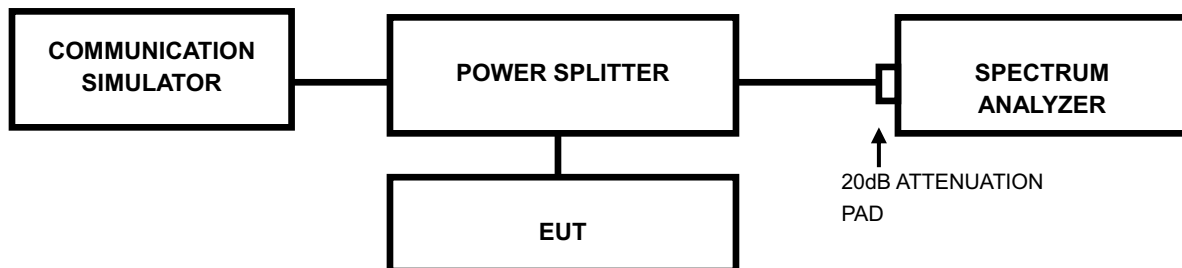 COMMUNICATION
SIMULATOR
POWER SPLITTER
SPECTRUM
ANALYZER
20dB ATTENUATION
PAD
EUT